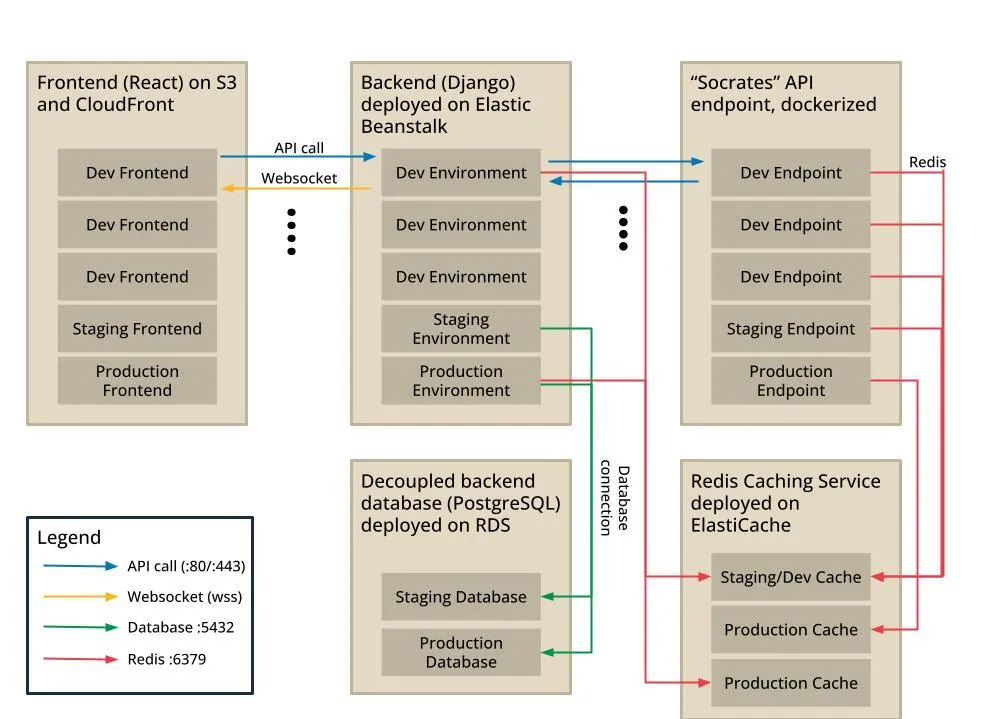 Frontend (React) on S3
and CloudFront
Dev Frontend
Dev Frontend
Dev Frontend
Staging Frontend
Production
Frontend
API call
Websocket
Backend (Django)
deployed on Elastic
Beanstalk
Dev Environment
Dev Environment
Dev Environment
Staging
Environment
Production
Environment
“Socrates” API
endpoint, dockerized
Dev Endpoint
Dev Endpoint
Dev Endpoint
Staging Endpoint
Production
Endpoint
Redis
Decoupled backend
database (PostgreSQL)
deployed on RDS
Staging Database
Production
Database
Database
connection
Redis Caching Service
deployed on
ElastiCache
Staging/Dev Cache
Production Cache
Production Cache
Legend
API call (:80/:443)
Websocket (wss)
Database :5432
Redis :6379